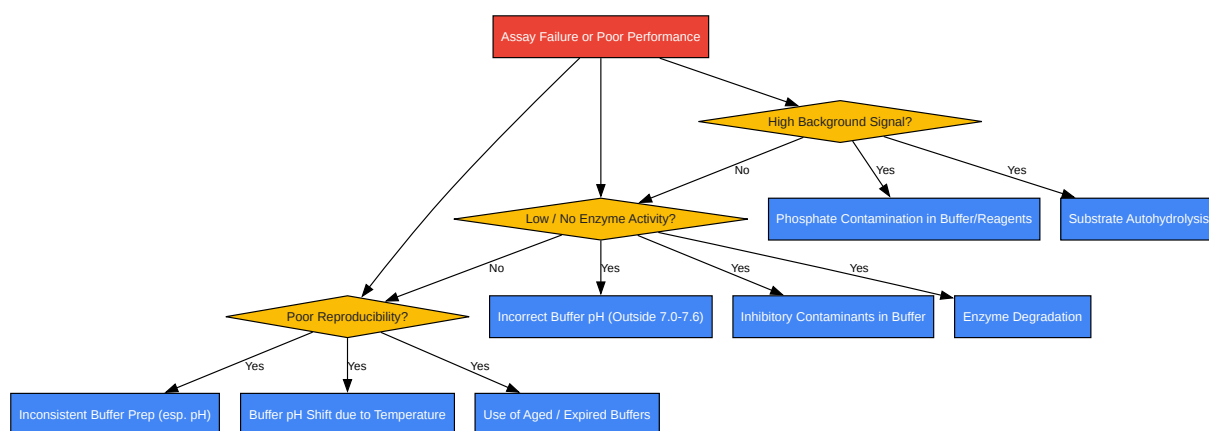 Assay Failure or Poor Performance
High Background Signal?
No
Yes
Yes
Low / No Enzyme Activity?
Phosphate Contamination in Buffer/Reagents
Substrate Autohydrolysis
No
Yes
Yes
Yes
Poor Reproducibility?
Incorrect Buffer pH (Outside 7.0-7.6)
Inhibitory Contaminants in Buffer
Enzyme Degradation
Yes
Yes
Yes
Inconsistent Buffer Prep (esp. pH)
Buffer pH Shift due to Temperature
Use of Aged / Expired Buffers